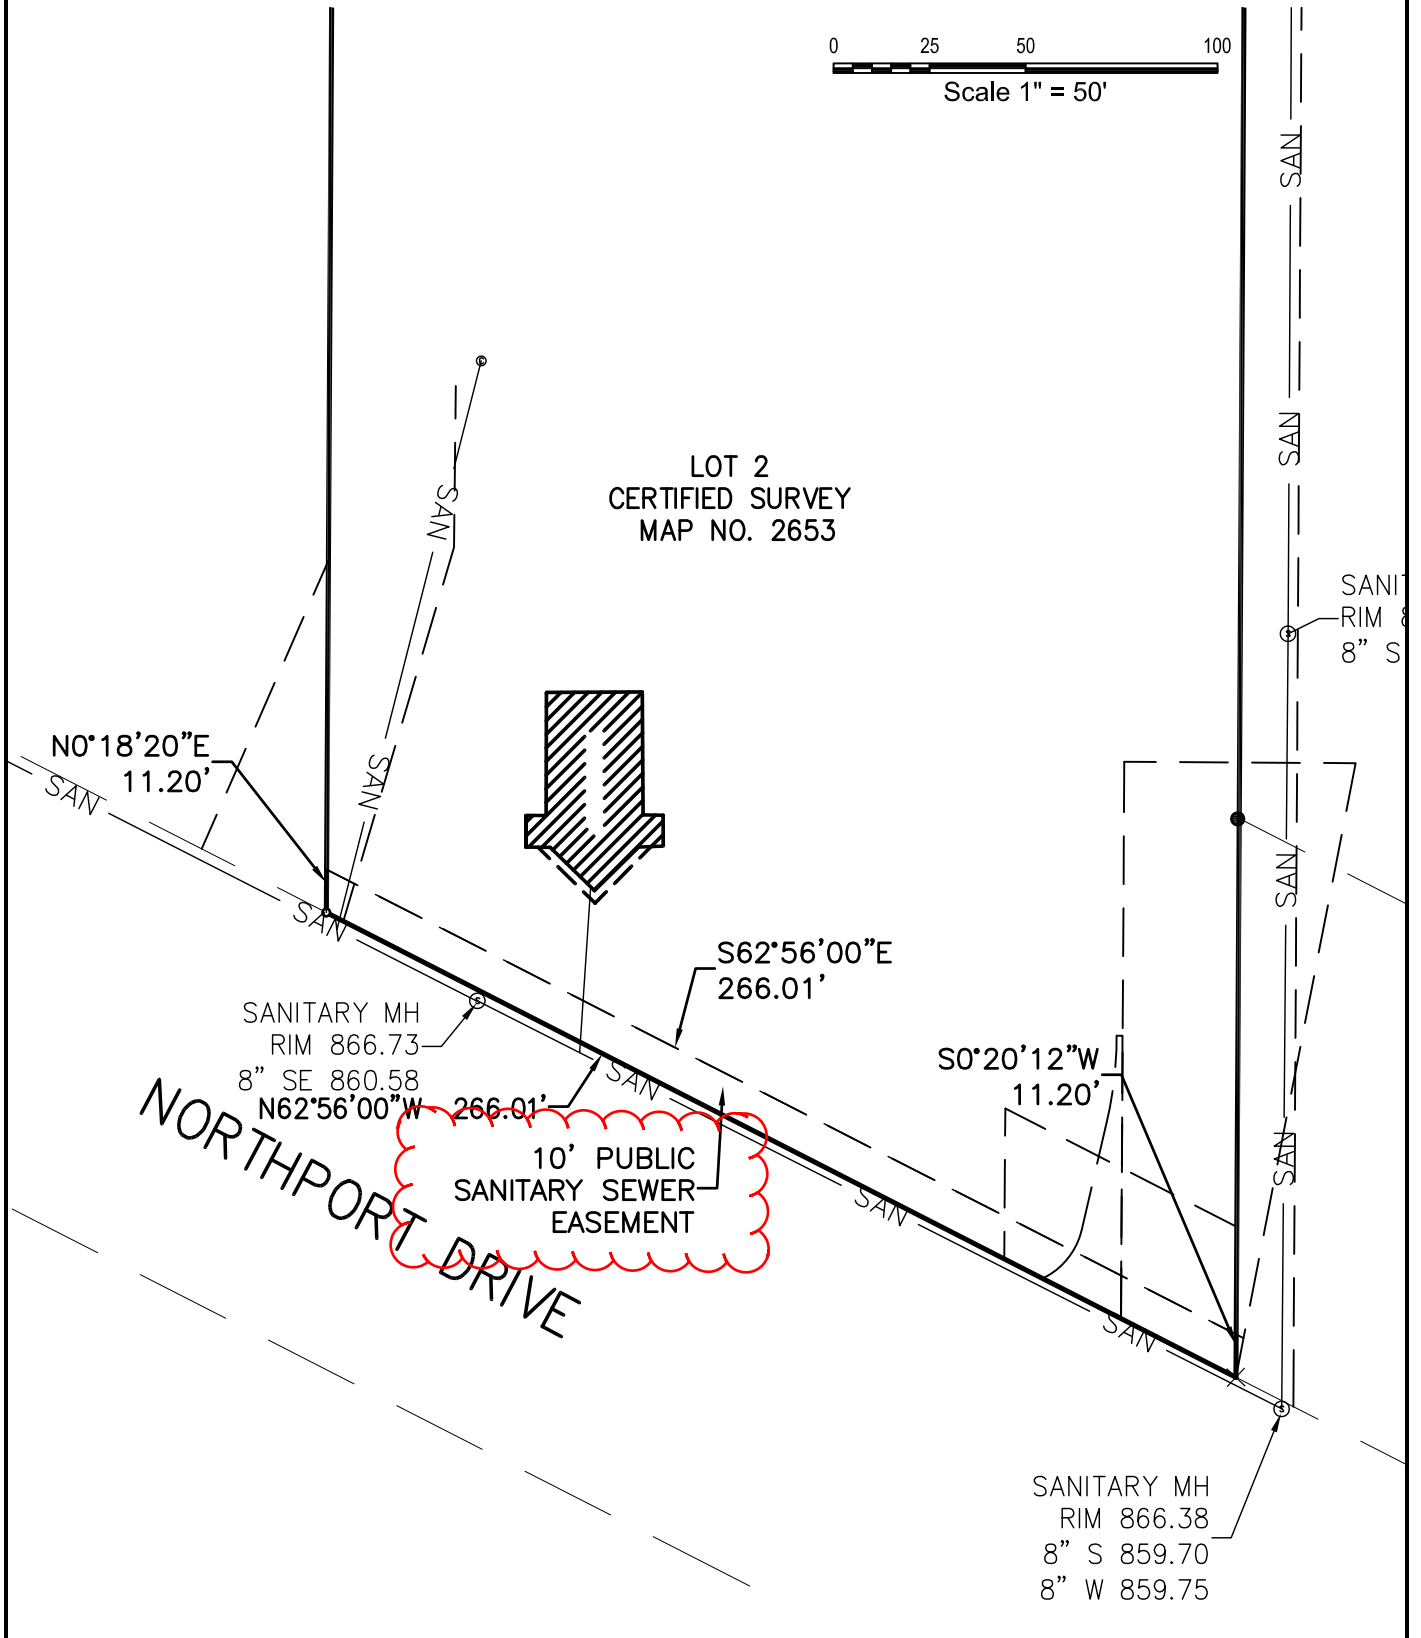 0 25 50 100
Scale 1" = 50'
SAN
SAN
LOT 2
CERTIFIED SURVEY
MAP NO. 2653
SAN
RIM
8" S
N0°18'20"E
11.20'
SAN
SAN
SAN
SAN
S62°56'00"E
266.01'
SANITARY MH
RIM 866.73
8" SE 860.58
N62°56'00"W 266.01'
SAN
S0°20'12"W
11.20'
SAN
NORTHPORT DRIVE
10' PUBLIC
SANITARY SEWER
EASEMENT
SAN
SAN
SAN
SANITARY MH
RIM 866.38
8" S 859.70
8" W 859.75